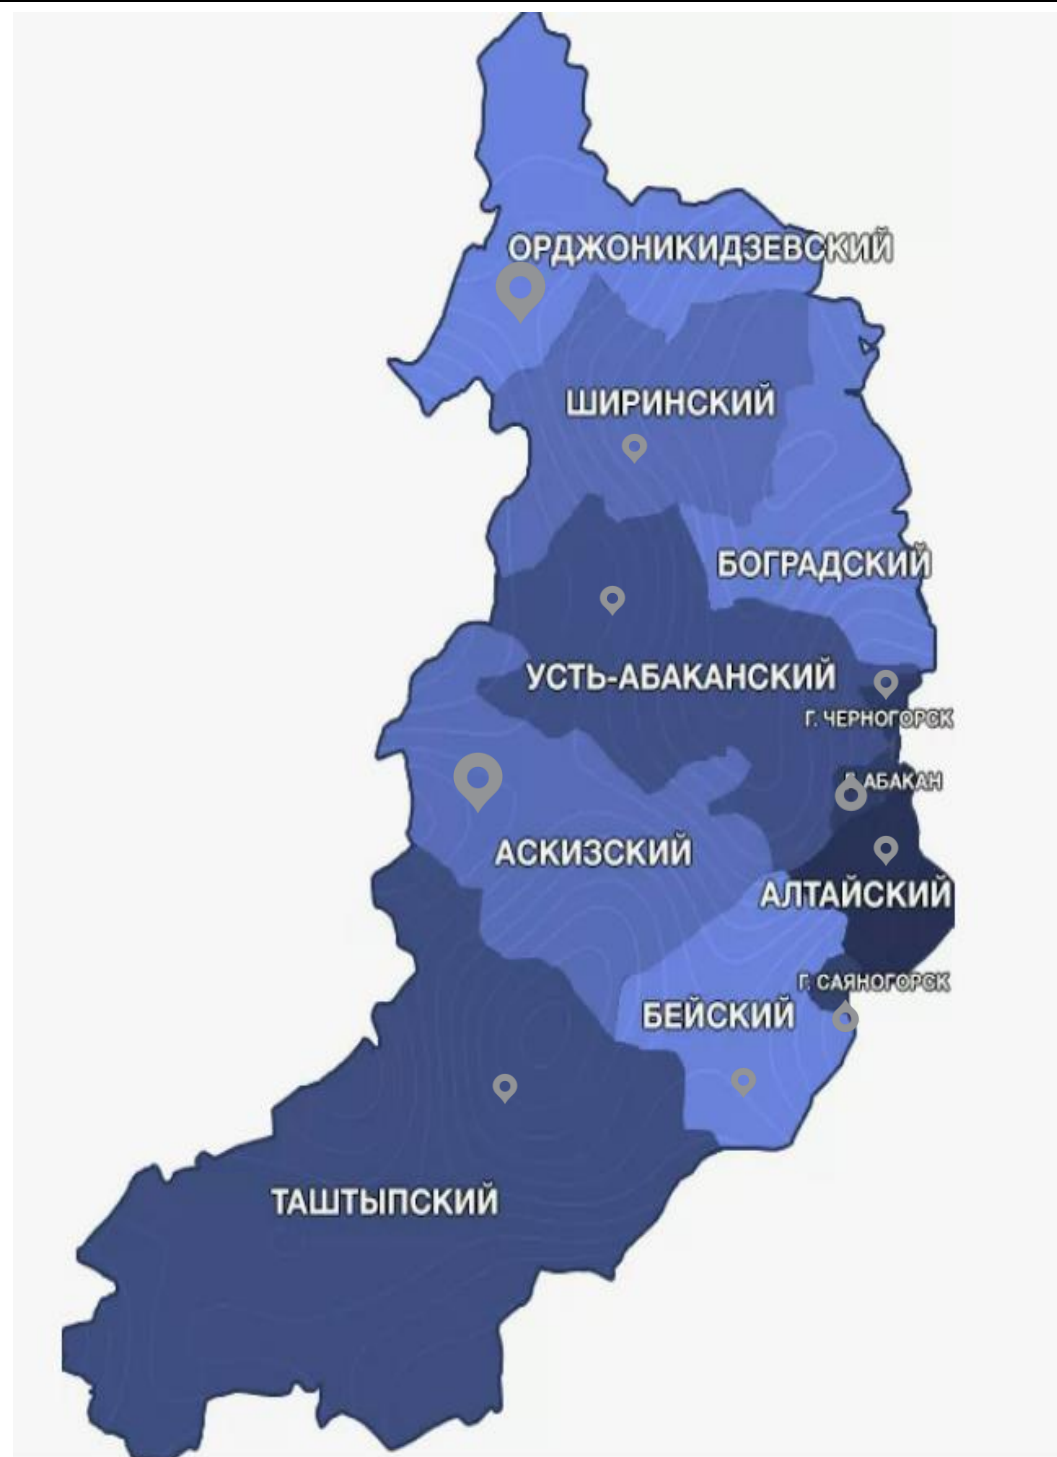 ОРДЖОНИКИДЗЕВСКИЙ
ШИРИНСКИЙ
БОГРАДСКИЙ
УСТЬ-АБАКАНСКИЙ
Г. ЧЕРНОГОРСК
Г. АБАКАН
АСКИЗСКИЙ
АЛТАЙСКИЙ
Г. САЯНОГОРСК
БЕЙСКИЙ
ТАШТЫПСКИЙ